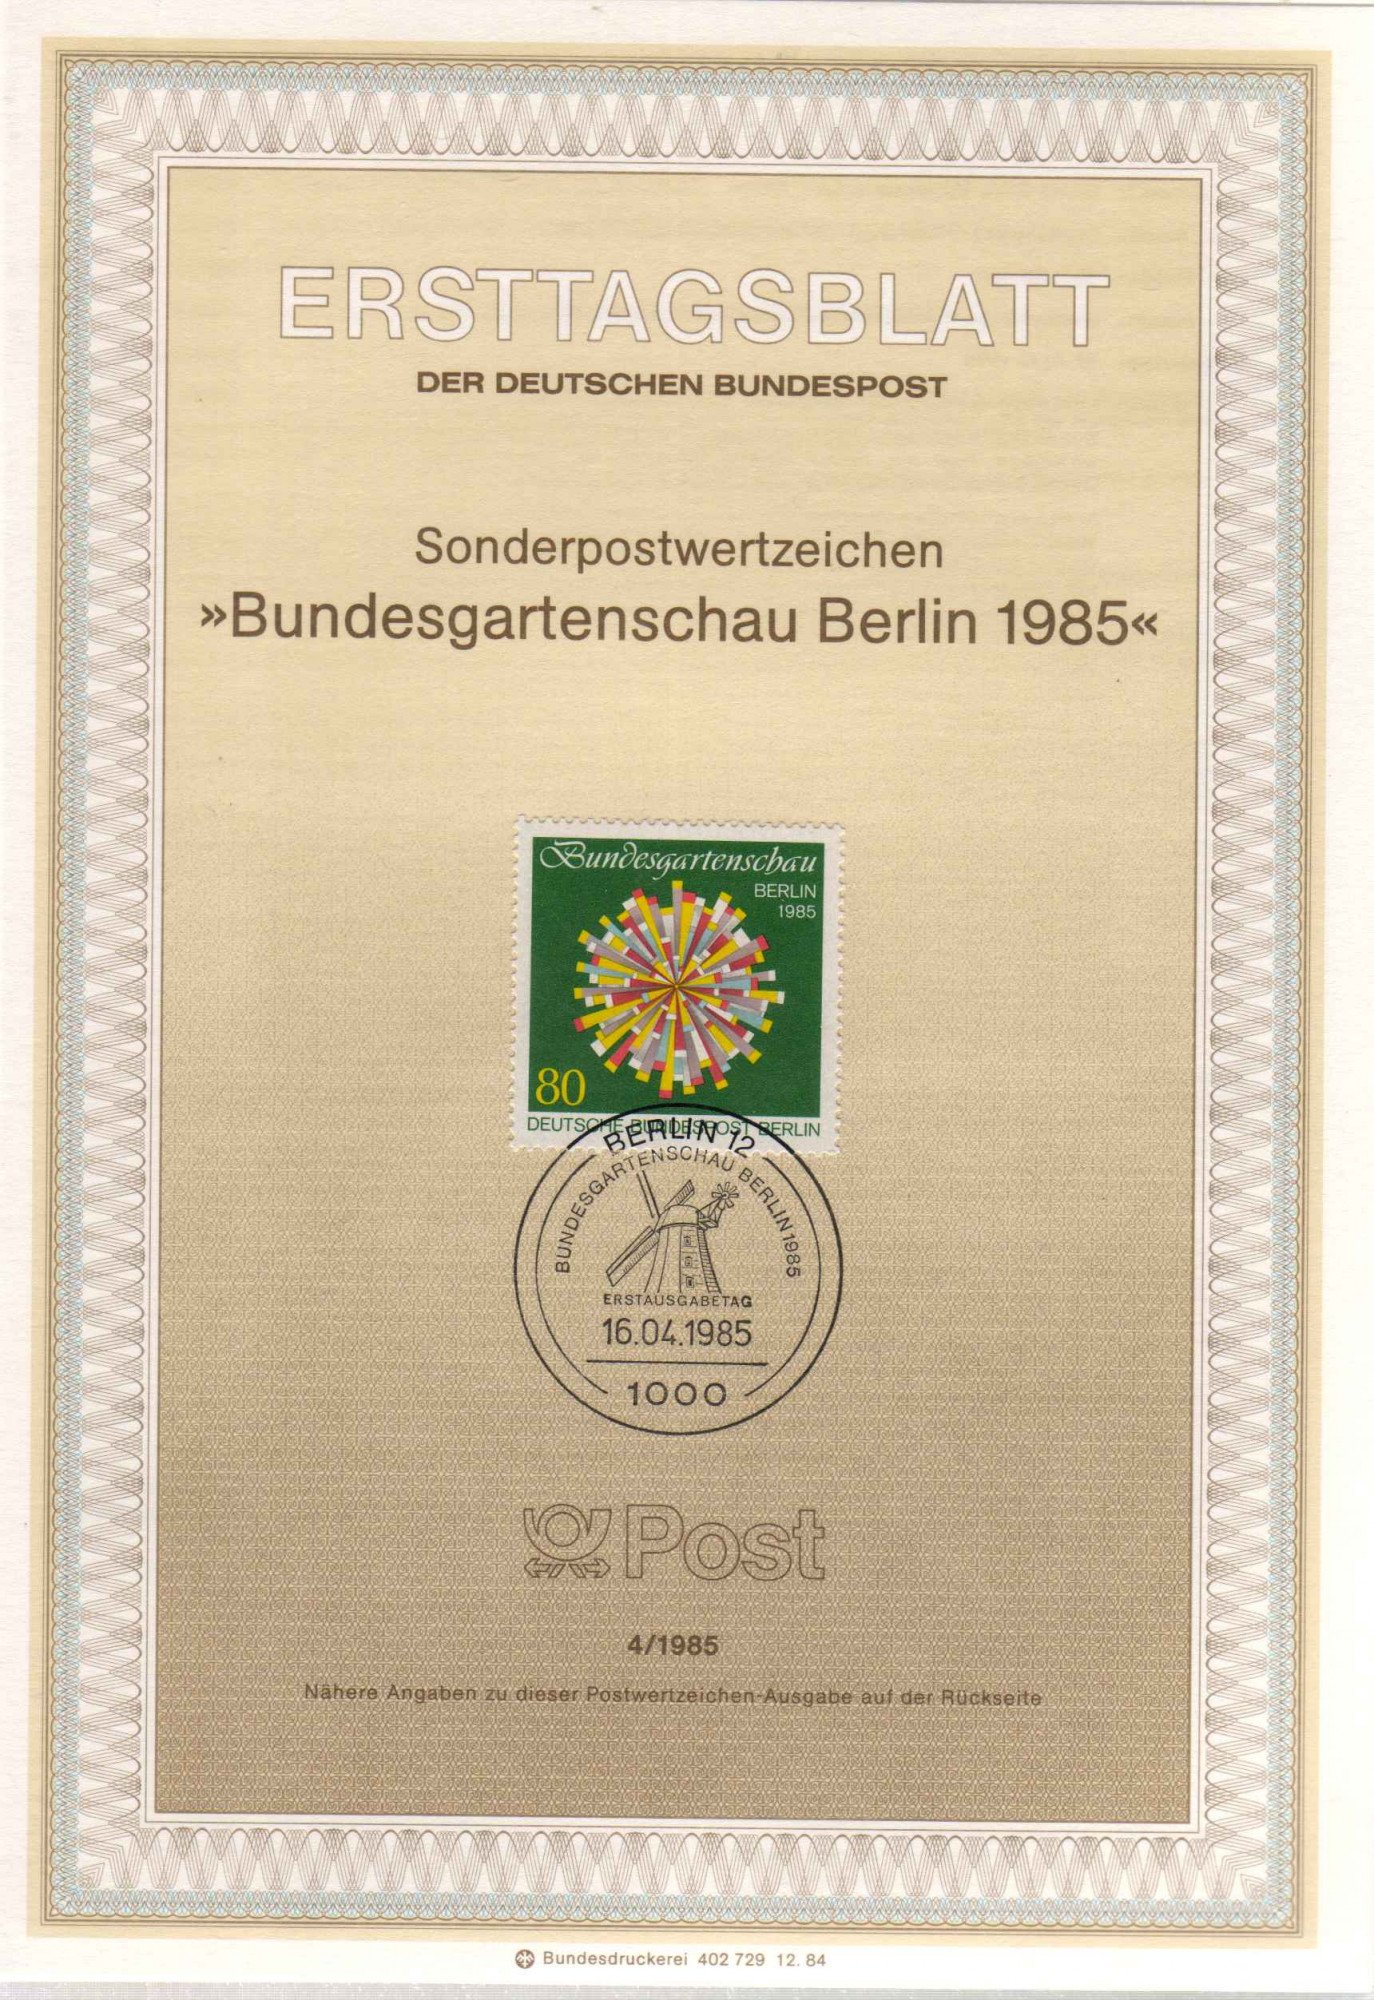 ERSTTAGSBLATT
DER DEUTSCHEN BUNDESPOST
Sonderpostwertzeichen
»Bundesgartenschau Berlin 1985«
Bundesgartenschau
BERLIN
1985
80
DEUTSCHE BUNDESPOST BERLIN
BERLIN 12
BUNDESGARTENSCHAU BERLIN 1985
ERSTAUSGABETAG
16.04.1985
1000
Post
4/1985
Nähere Angaben zu dieser Postwertzeichen-Ausgabe auf der Rückseite
Bundesdruckerei 402 729 12. 84